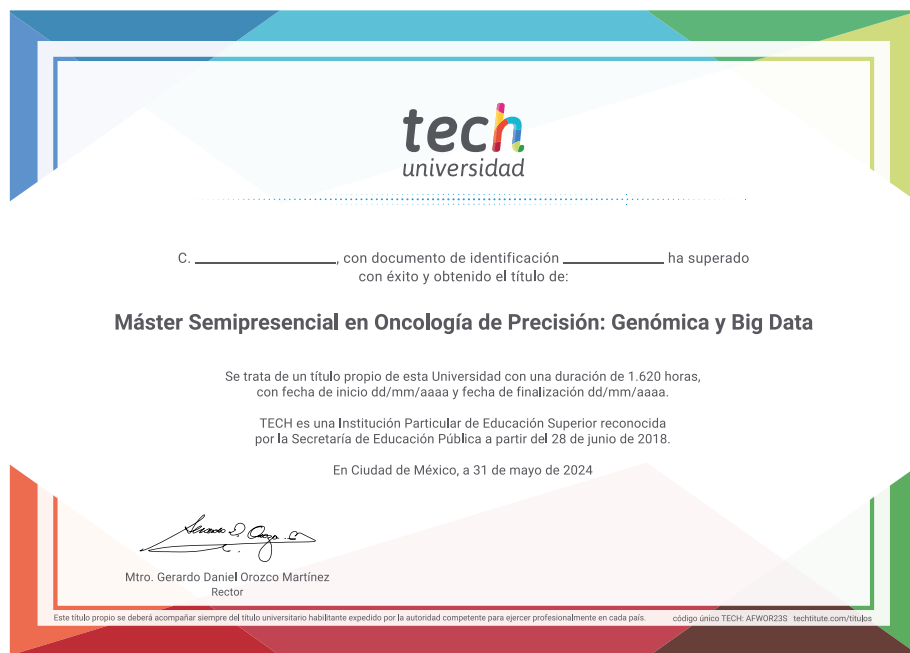 tech
universidad
C. ________________, con documento de identificación ____________ ha superado
con éxito y obtenido el título de:
Máster Semipresencial en Oncología de Precisión: Genómica y Big Data
Se trata de un título propio de esta Universidad con una duración de 1.620 horas,
con fecha de inicio dd/mm/aaaa y fecha de finalización dd/mm/aaaa.
TECH es una Institución Particular de Educación Superior reconocida
por la Secretaría de Educación Pública a partir del 28 de junio de 2018.
En Ciudad de México, a 31 de mayo de 2024
Mtro. Gerardo Daniel Orozco Martínez
Rector
Este título propio se deberá acompañar siempre del título universitario habilitante expedido por la autoridad competente para ejercer profesionalmente en cada país. código único TECH: AFWOR23S techtitute.com/titulos